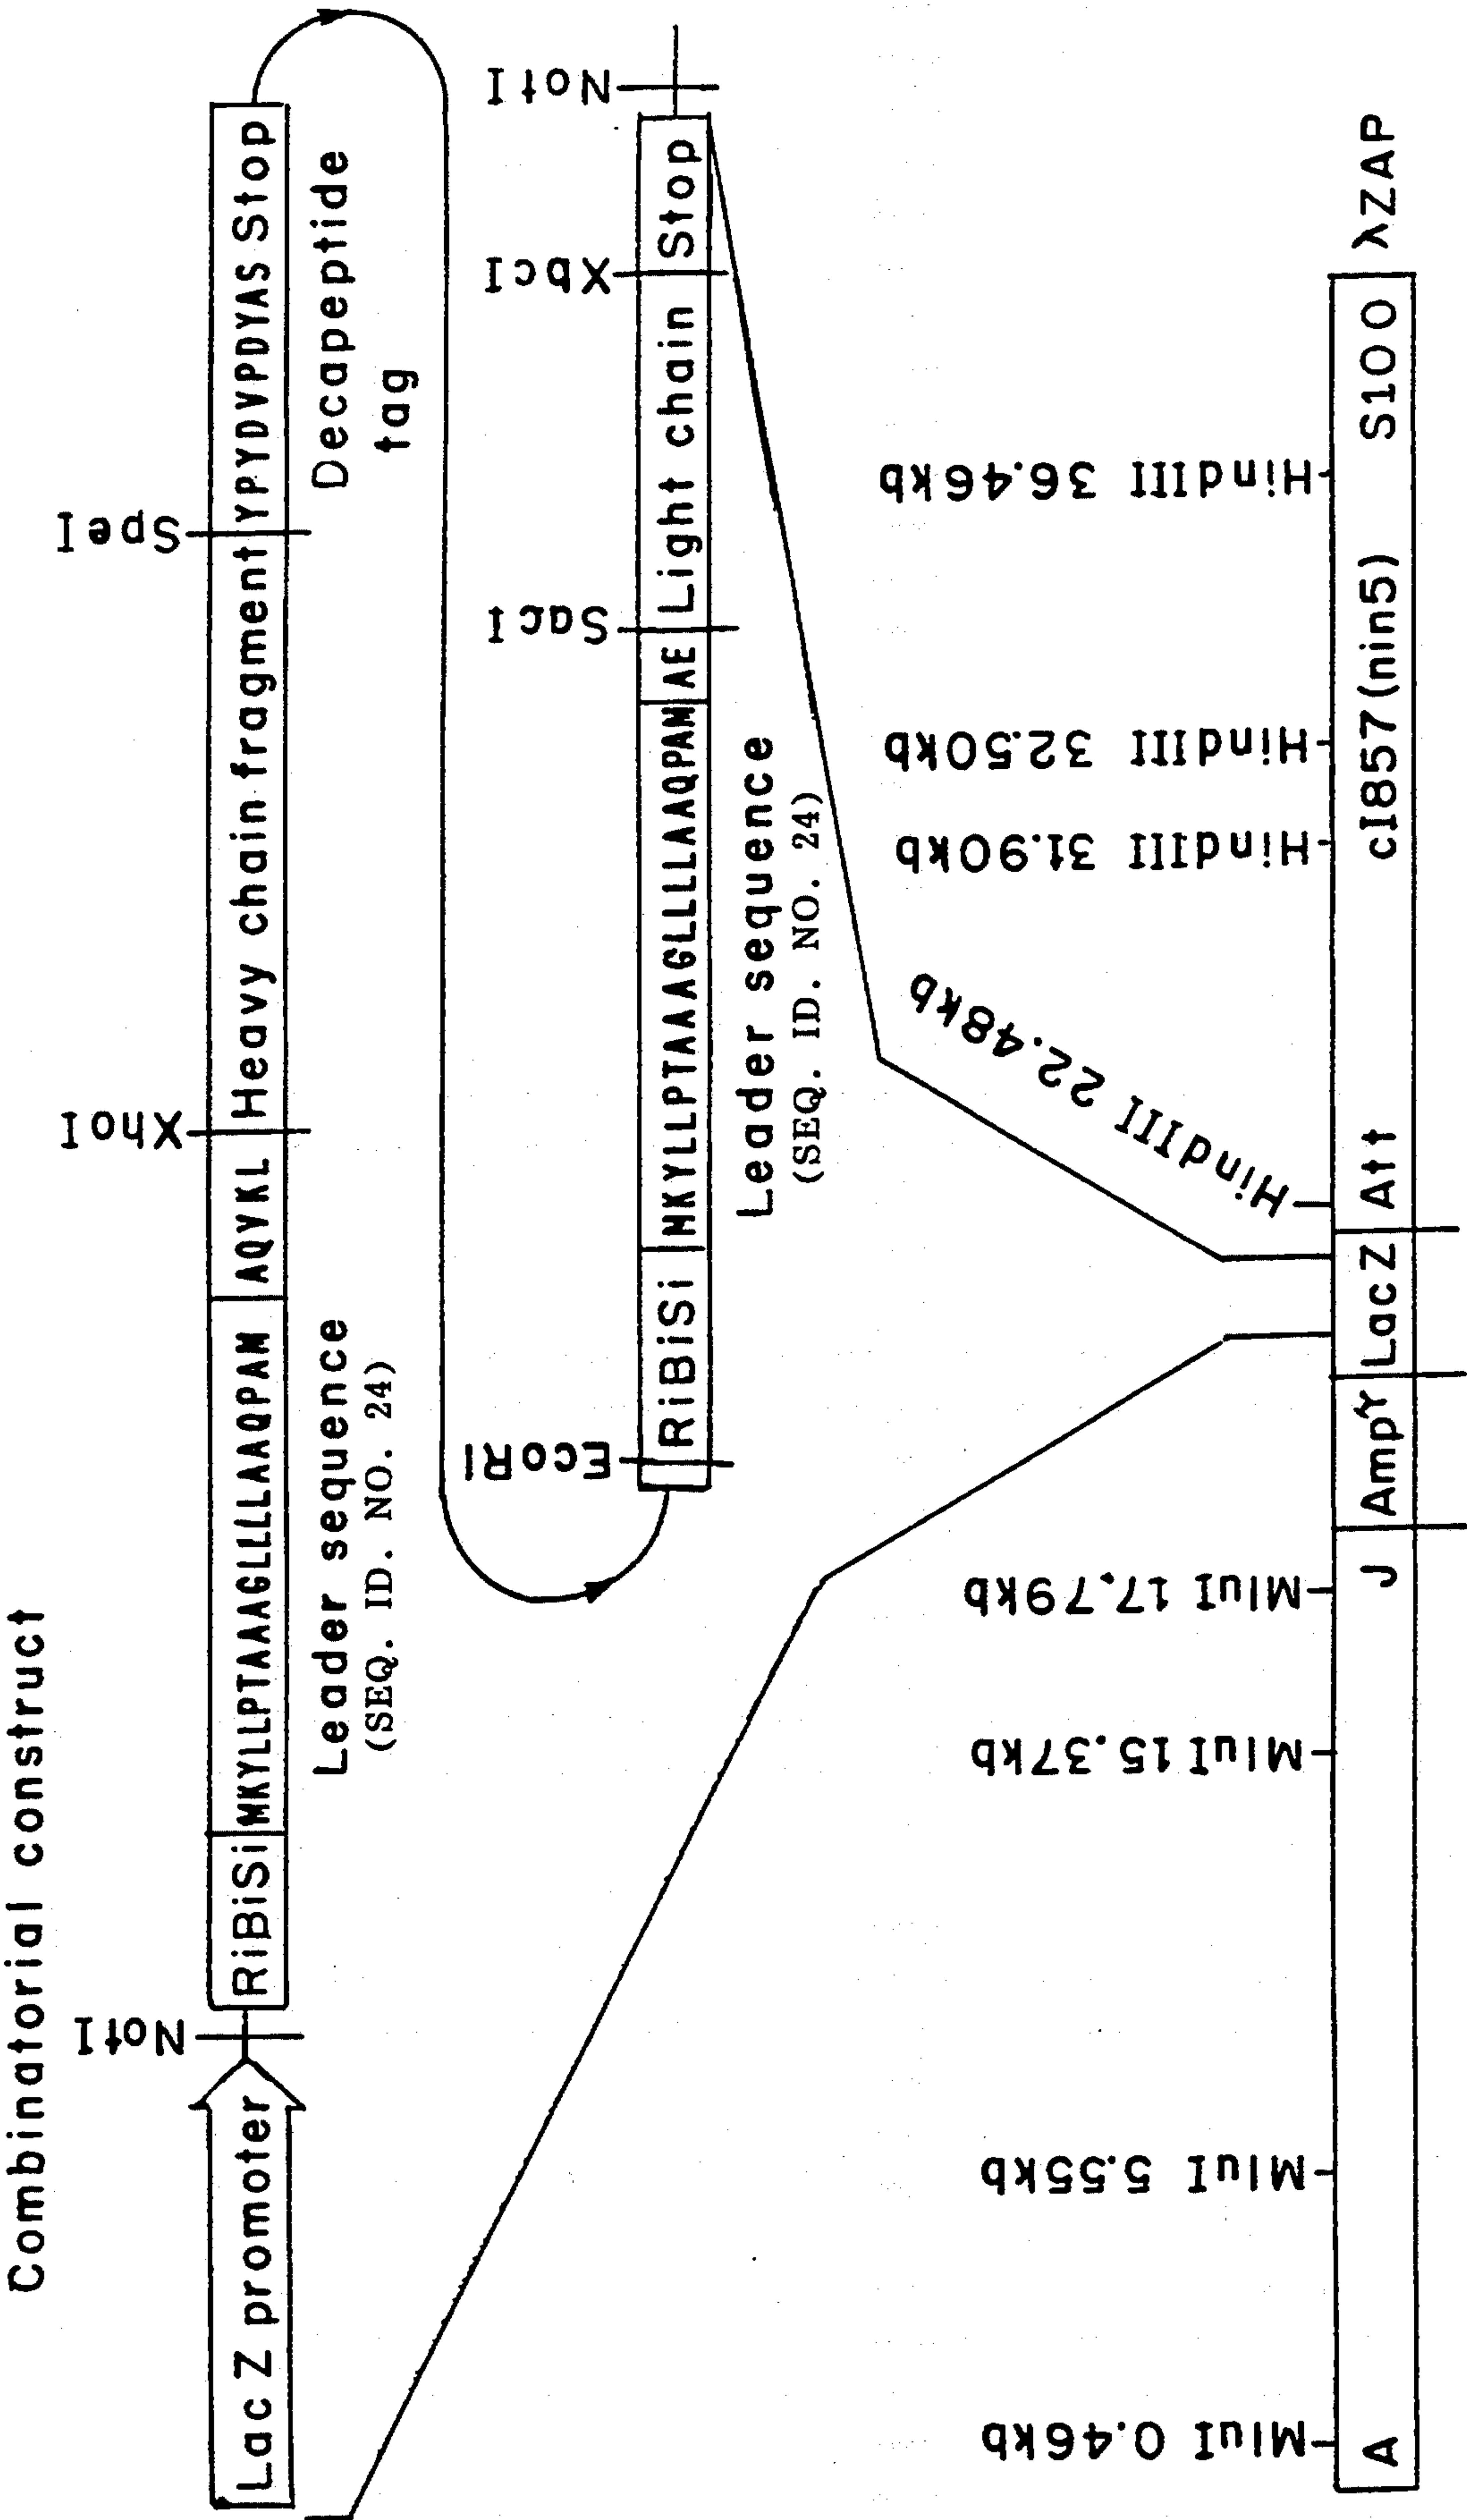 Combinatorial construct
NotI
XhoI
SpeI
Lac Z promoter
RiBiSi
MKYLLPTAAAGLLLLAAQPAM
AQVKL
Heavy chain fragment
YPYDVPDYAS Stop
Leader sequence
(SEQ. ID. NO. 24)
Decapeptide
tag
EcoRI
SacI
XbcI
NotI
RiBiSi
MKYLLPTAAAGLLLLAAQPAM
AE
Light chain
Stop
Leader sequence
(SEQ. ID. NO. 24)
MluI 0.46kb
MluI 5.55kb
MluI 15.37kb
MluI 17.79kb
HindIII 22.48kb
HindIII 31.90kb
HindIII 32.50kb
HindIII 36.46kb
A
J
Ampr
Lac Z
Att
cI857(nin5)
S100
λZAP